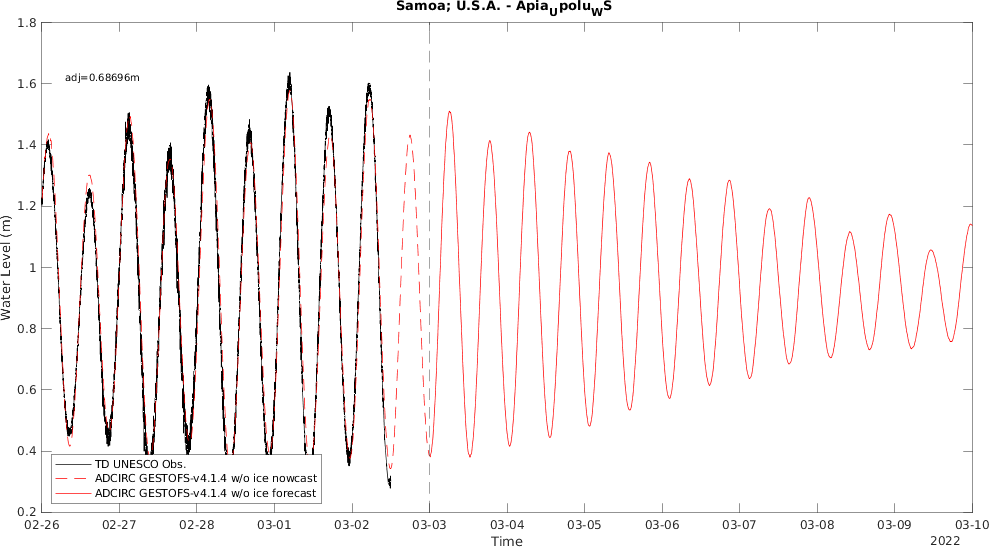 Samoa; U.S.A. - ApiaUpoluWS
1.8
1.6
1.4
1.2
1
0.8
0.6
0.4
0.2
Water Level (m)
adj=0.68696m
TD UNESCO Obs.
ADCIRC GESTOFS-v4.1.4 w/o ice nowcast
ADCIRC GESTOFS-v4.1.4 w/o ice forecast
02-26 02-27 02-28 03-01 03-02 03-03 03-04 03-05 03-06 03-07 03-08 03-09 03-10
Time
2022